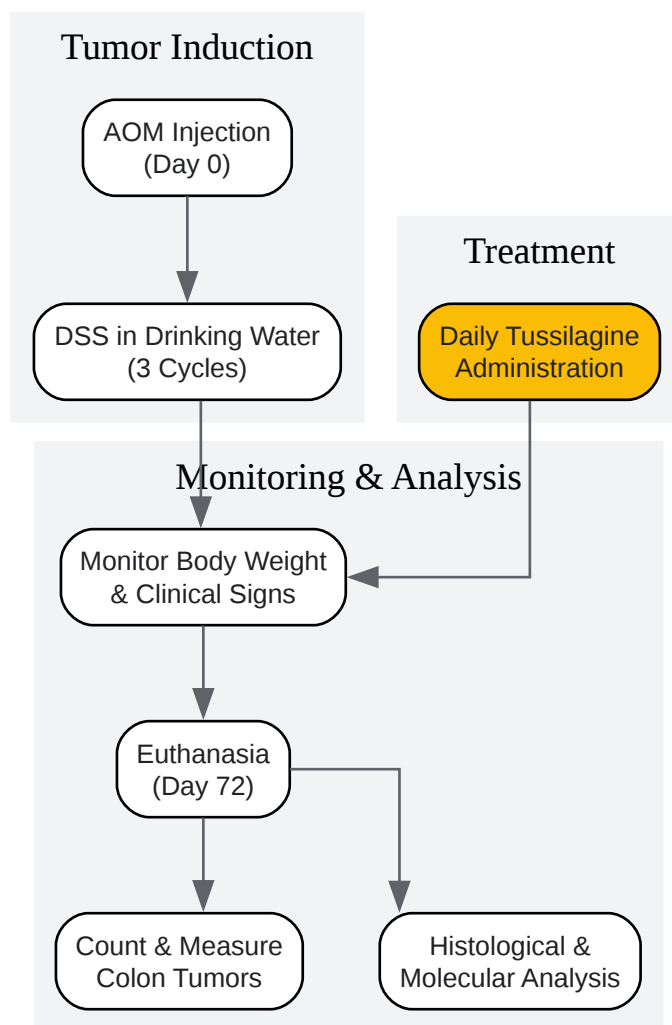 Tumor Induction
AOM Injection
(Day 0)
DSS in Drinking Water
(3 Cycles)
Treatment
Daily Tussilagine
Administration
Monitoring & Analysis
Monitor Body Weight
& Clinical Signs
Euthanasia
(Day 72)
Count & Measure
Colon Tumors
Histological &
Molecular Analysis